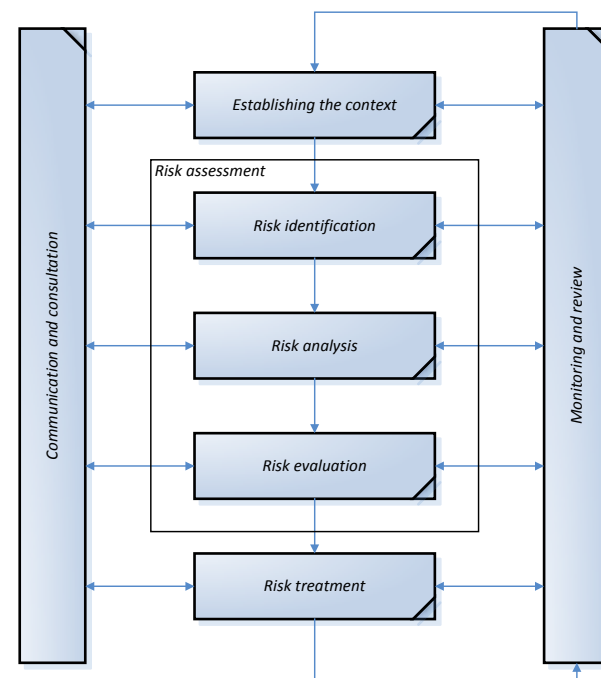 Establishing the context
Risk assessment
Risk identification
Communication and consultation
Monitoring and review
Risk analysis
Risk evaluation
Risk treatment